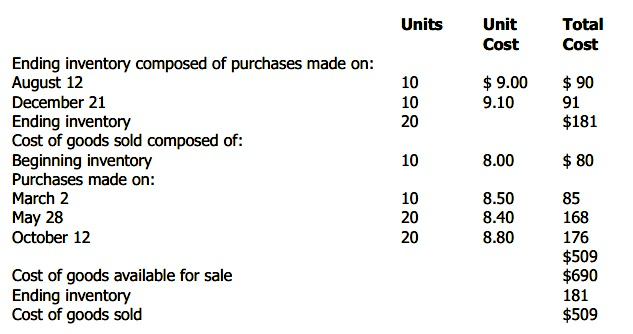 Units Unit Total
Cost Cost
Ending inventory composed of purchases made on:
August 12 10 $ 9.00 $ 90
December 21 10 9.10 91
Ending inventory 20 $181
Cost of goods sold composed of:
Beginning inventory 10 8.00 $ 80
Purchases made on:
March 2 10 8.50 85
May 28 20 8.40 168
October 12 20 8.80 176
$509
Cost of goods available for sale $690
Ending inventory 181
Cost of goods sold $509